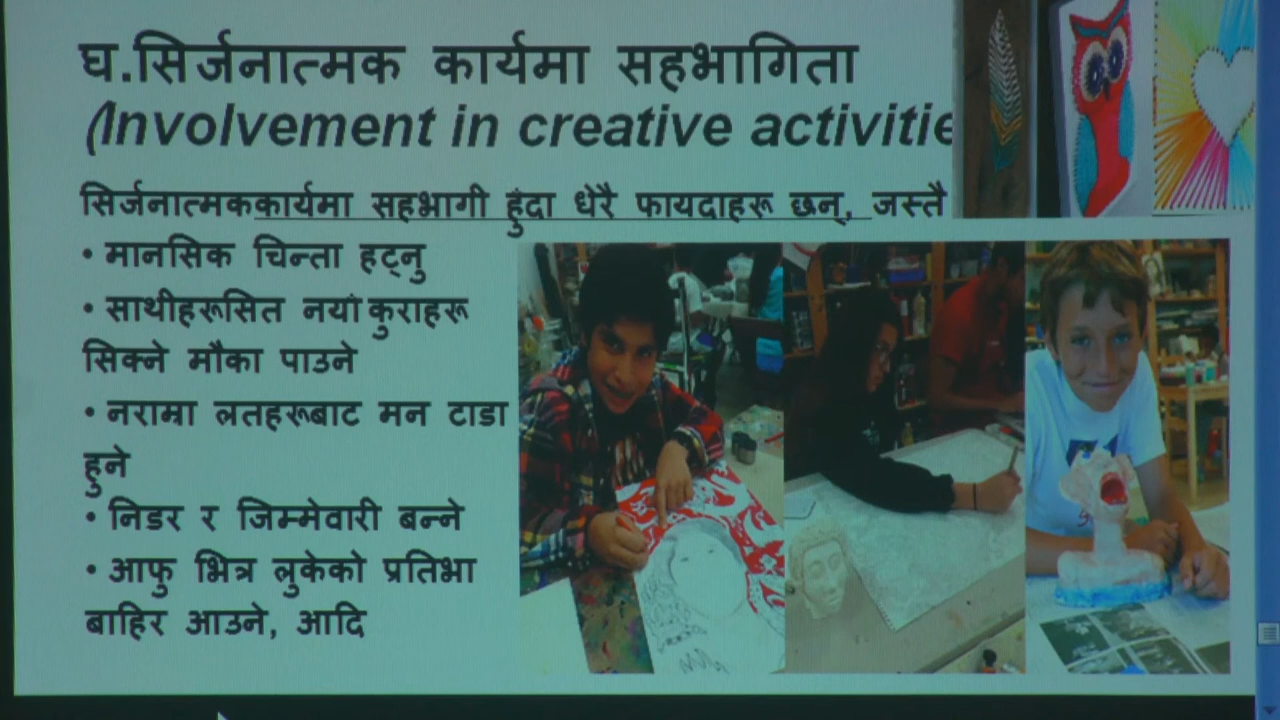 घ.सिर्जनात्मक कार्यमा सहभागिता
(Involvement in creative activitie
सिर्जनात्मककार्यमा सहभागी हुंदा धेरै फायदाहरू छन्, जस्तै
• मानसिक चिन्ता हट्नु
• साथीहरूसित नयां कुराहरू
सिक्ने मौका पाउने
• नराम्रा लतहरूबाट मन टाडा
हुने
• निडर र जिम्मेवारी बन्ने
• आफु भित्र लुकेको प्रतिभा
बाहिर आउने, आदि